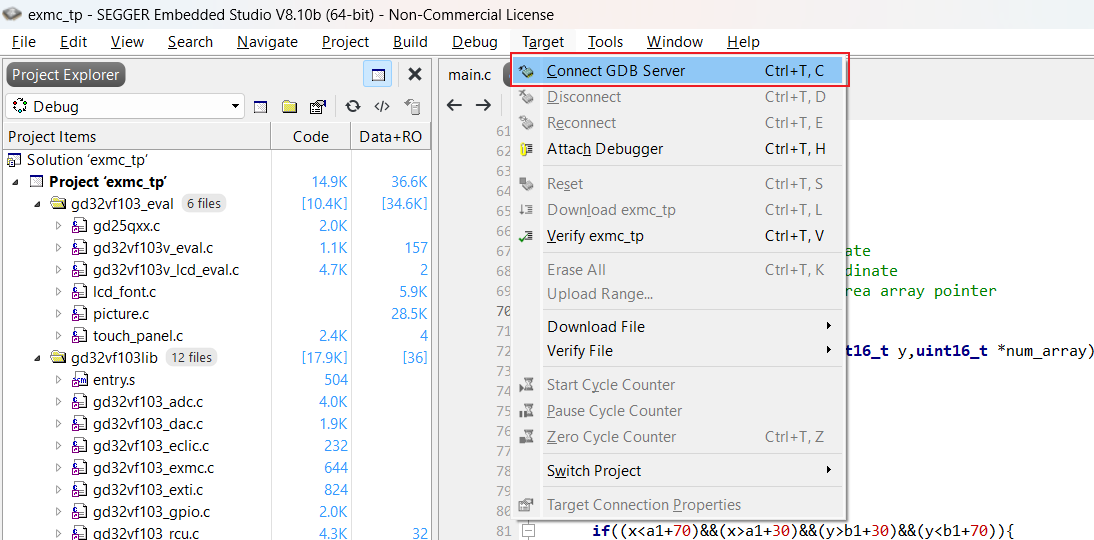 exmc_tp - SEGGER Embedded Studio V8.10b (64-bit) - Non-Commercial License
File Edit View Search Navigate Project Build Debug Target Tools Window Help
Project Explorer
Debug
Project Items Code Data+RO
Solution 'exmc_tp'
Project 'exmc_tp' 14.9K 36.6K
gd32vf103_eval 6 files [10.4K] [34.6K]
gd25qxx.c 2.0K
gd32vf103v_eval.c 1.1K 157
gd32vf103v_lcd_eval.c 4.7K 2
lcd_font.c 5.9K
picture.c 28.5K
touch_panel.c 2.4K 4
gd32vf103lib 12 files [17.9K] [36]
entry.s 504
gd32vf103_adc.c 4.0K
gd32vf103_dac.c 1.9K
gd32vf103_eclic.c 232
gd32vf103_exmc.c 644
gd32vf103_exti.c 824
gd32vf103_gpio.c 2.0K
gd32vf103_rcu.c 4.3K 32
main.c
Connect GDB Server Ctrl+T, C
Disconnect Ctrl+T, D
Reconnect Ctrl+T, E
Attach Debugger Ctrl+T, H
Reset Ctrl+T, S
Download exmc_tp Ctrl+T, L
Verify exmc_tp Ctrl+T, V
Erase All Ctrl+T, K
Upload Range...
Download File
Verify File
Start Cycle Counter
Pause Cycle Counter
Zero Cycle Counter Ctrl+T, Z
Switch Project
Target Connection Properties
61
62
63
64
65
66
67 ate
68 dinate
69 rea array pointer
70
71
72 t16_t y,uint16_t *num_array)
73
74
75
76
77
78
79
80
81 if((x<a1+70)&&(x>a1+30)&&(y>b1+30)&&(y<b1+70)){